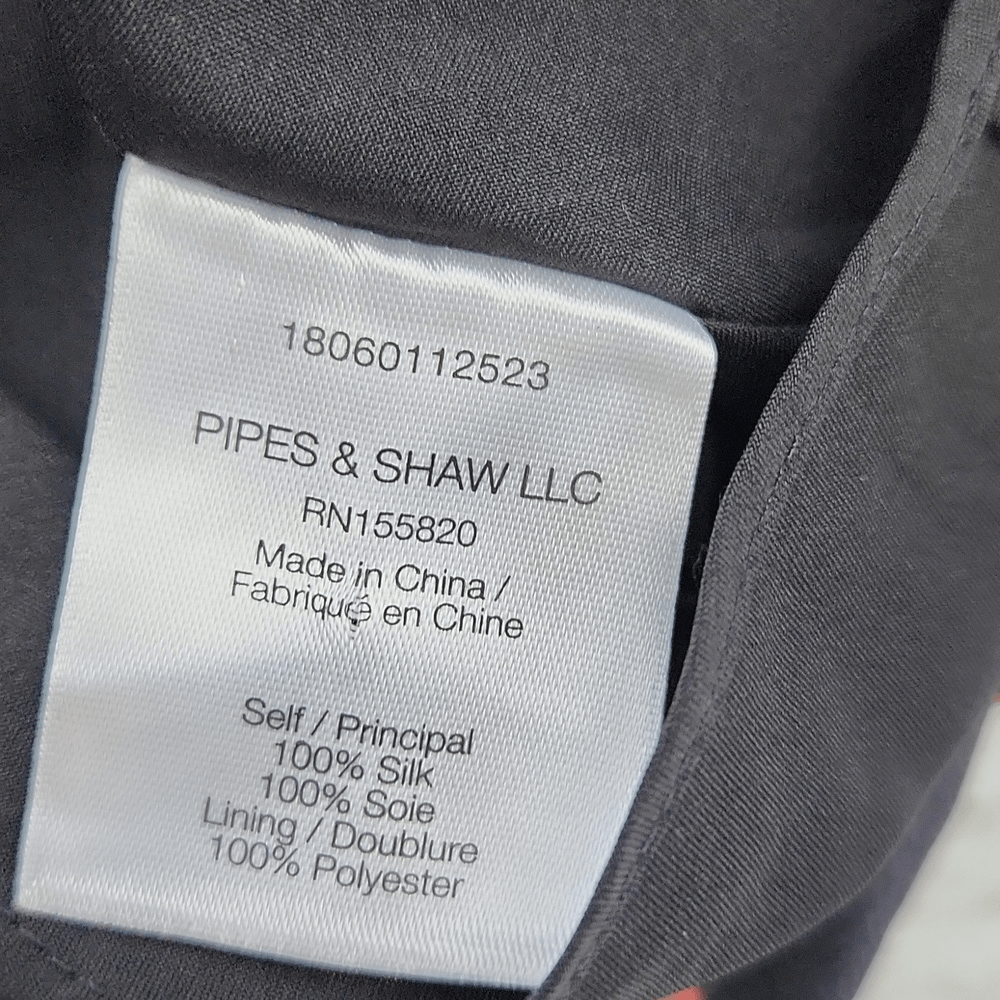 18060112523
PIPES & SHAW LLC
RN155820
Made in China /
Fabriqué en Chine
Self / Principal
100% Silk
100% Soie
Lining / Doublure
100% Polyester